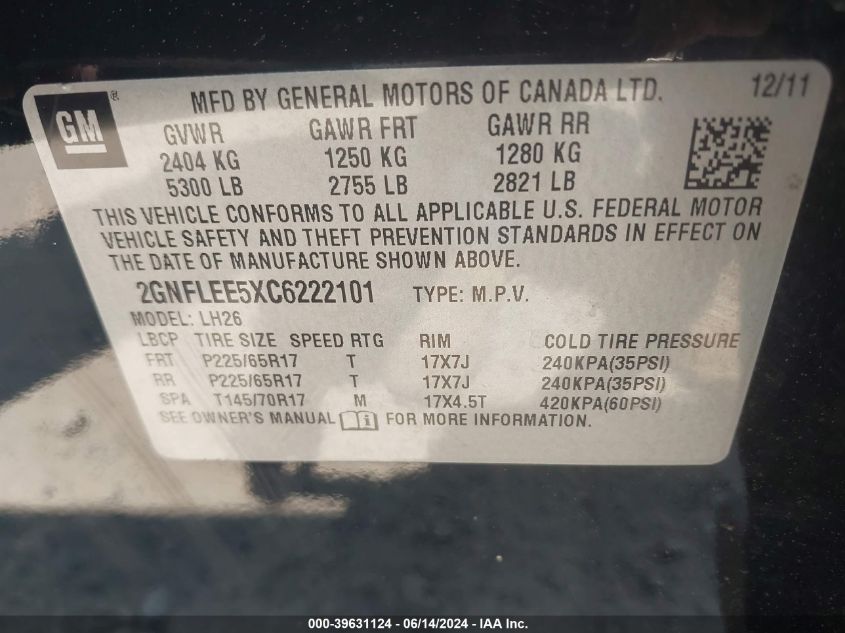 GM®
MFD BY GENERAL MOTORS OF CANADA LTD. 12/11
GVWR GAWR FRT GAWR RR
2404 KG 1250 KG 1280 KG
5300 LB 2755 LB 2821 LB
THIS VEHICLE CONFORMS TO ALL APPLICABLE U.S. FEDERAL MOTOR
VEHICLE SAFETY AND THEFT PREVENTION STANDARDS IN EFFECT ON
THE DATE OF MANUFACTURE SHOWN ABOVE.
2GNFLEE5XC6222101 TYPE: M.P.V.
MODEL: LH26
LBCP TIRE SIZE SPEED RTG RIM COLD TIRE PRESSURE
FRT P225/65R17 T 17X7J 240KPA(35PSI)
RR P225/65R17 T 17X7J 240KPA(35PSI)
SPA T145/70R17 M 17X4.5T 420KPA(60PSI)
SEE OWNER'S MANUAL i FOR MORE INFORMATION.
000-39631124 - 06/14/2024 - IAA Inc.